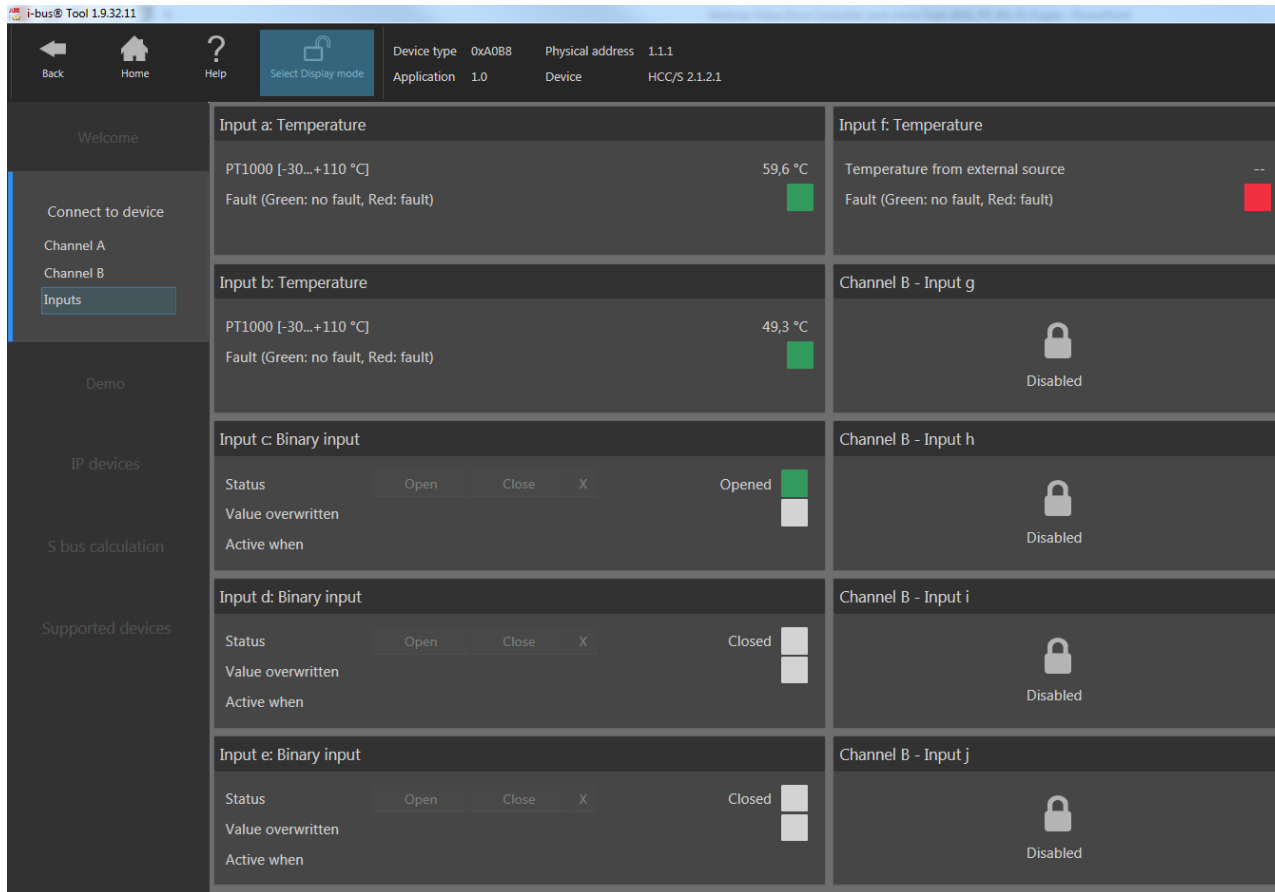 i-bus® Tool 1.9.32.11
Back
Home
Help
Select Display mode
Device type 0xA0B8 Physical address 1.1.1
Application 1.0 Device HCC/S 2.1.2.1
Welcome
Connect to device
Channel A
Channel B
Inputs
Demo
IP devices
S bus calculation
Supported devices
Input a: Temperature
PT1000 [-30...+110 °C] 59,6 °C
Fault (Green: no fault, Red: fault)
Input b: Temperature
PT1000 [-30...+110 °C] 49,3 °C
Fault (Green: no fault, Red: fault)
Input c: Binary input
Status Open Close X Opened
Value overwritten
Active when
Input d: Binary input
Status Open Close X Closed
Value overwritten
Active when
Input e: Binary input
Status Open Close X Closed
Value overwritten
Active when
Input f: Temperature
Temperature from external source --
Fault (Green: no fault, Red: fault)
Channel B - Input g
Disabled
Channel B - Input h
Disabled
Channel B - Input i
Disabled
Channel B - Input j
Disabled